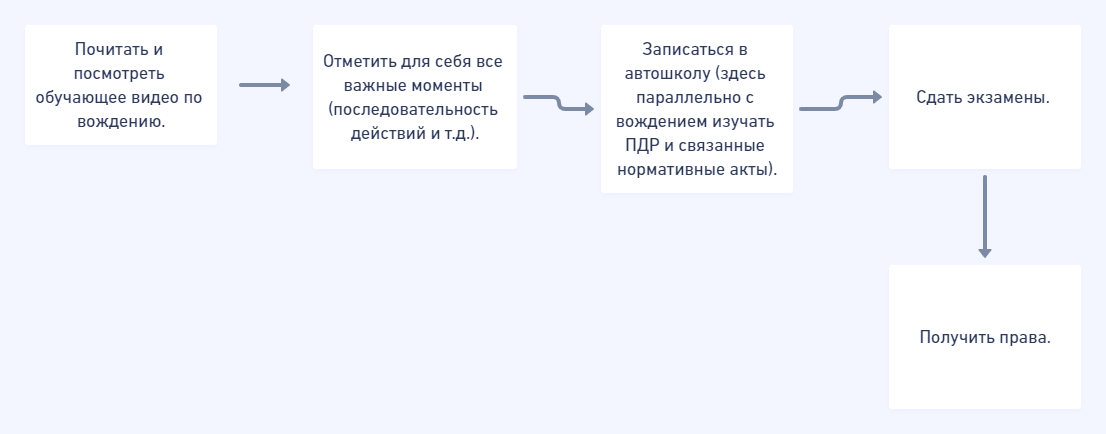 Почитать и
посмотреть
обучающее видео по
вождению.
Отметить для себя все
важные моменты
(последовательность
действий и т.д.).
Записаться в
автошколу (здесь
параллельно с
вождением изучать
ПДР и связанные
нормативные акты).
Сдать экзамены.
Получить права.